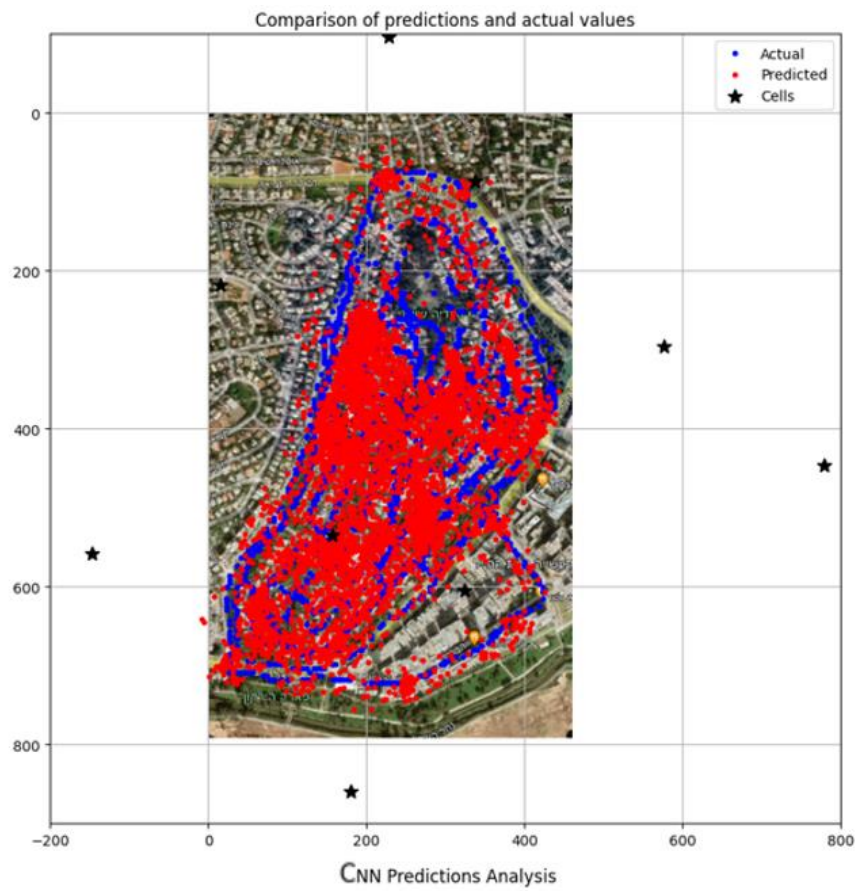 Comparison of predictions and actual values
Actual
Predicted
Cells
0
200
400
600
800
−200
0
200
400
600
800
CNN Predictions Analysis